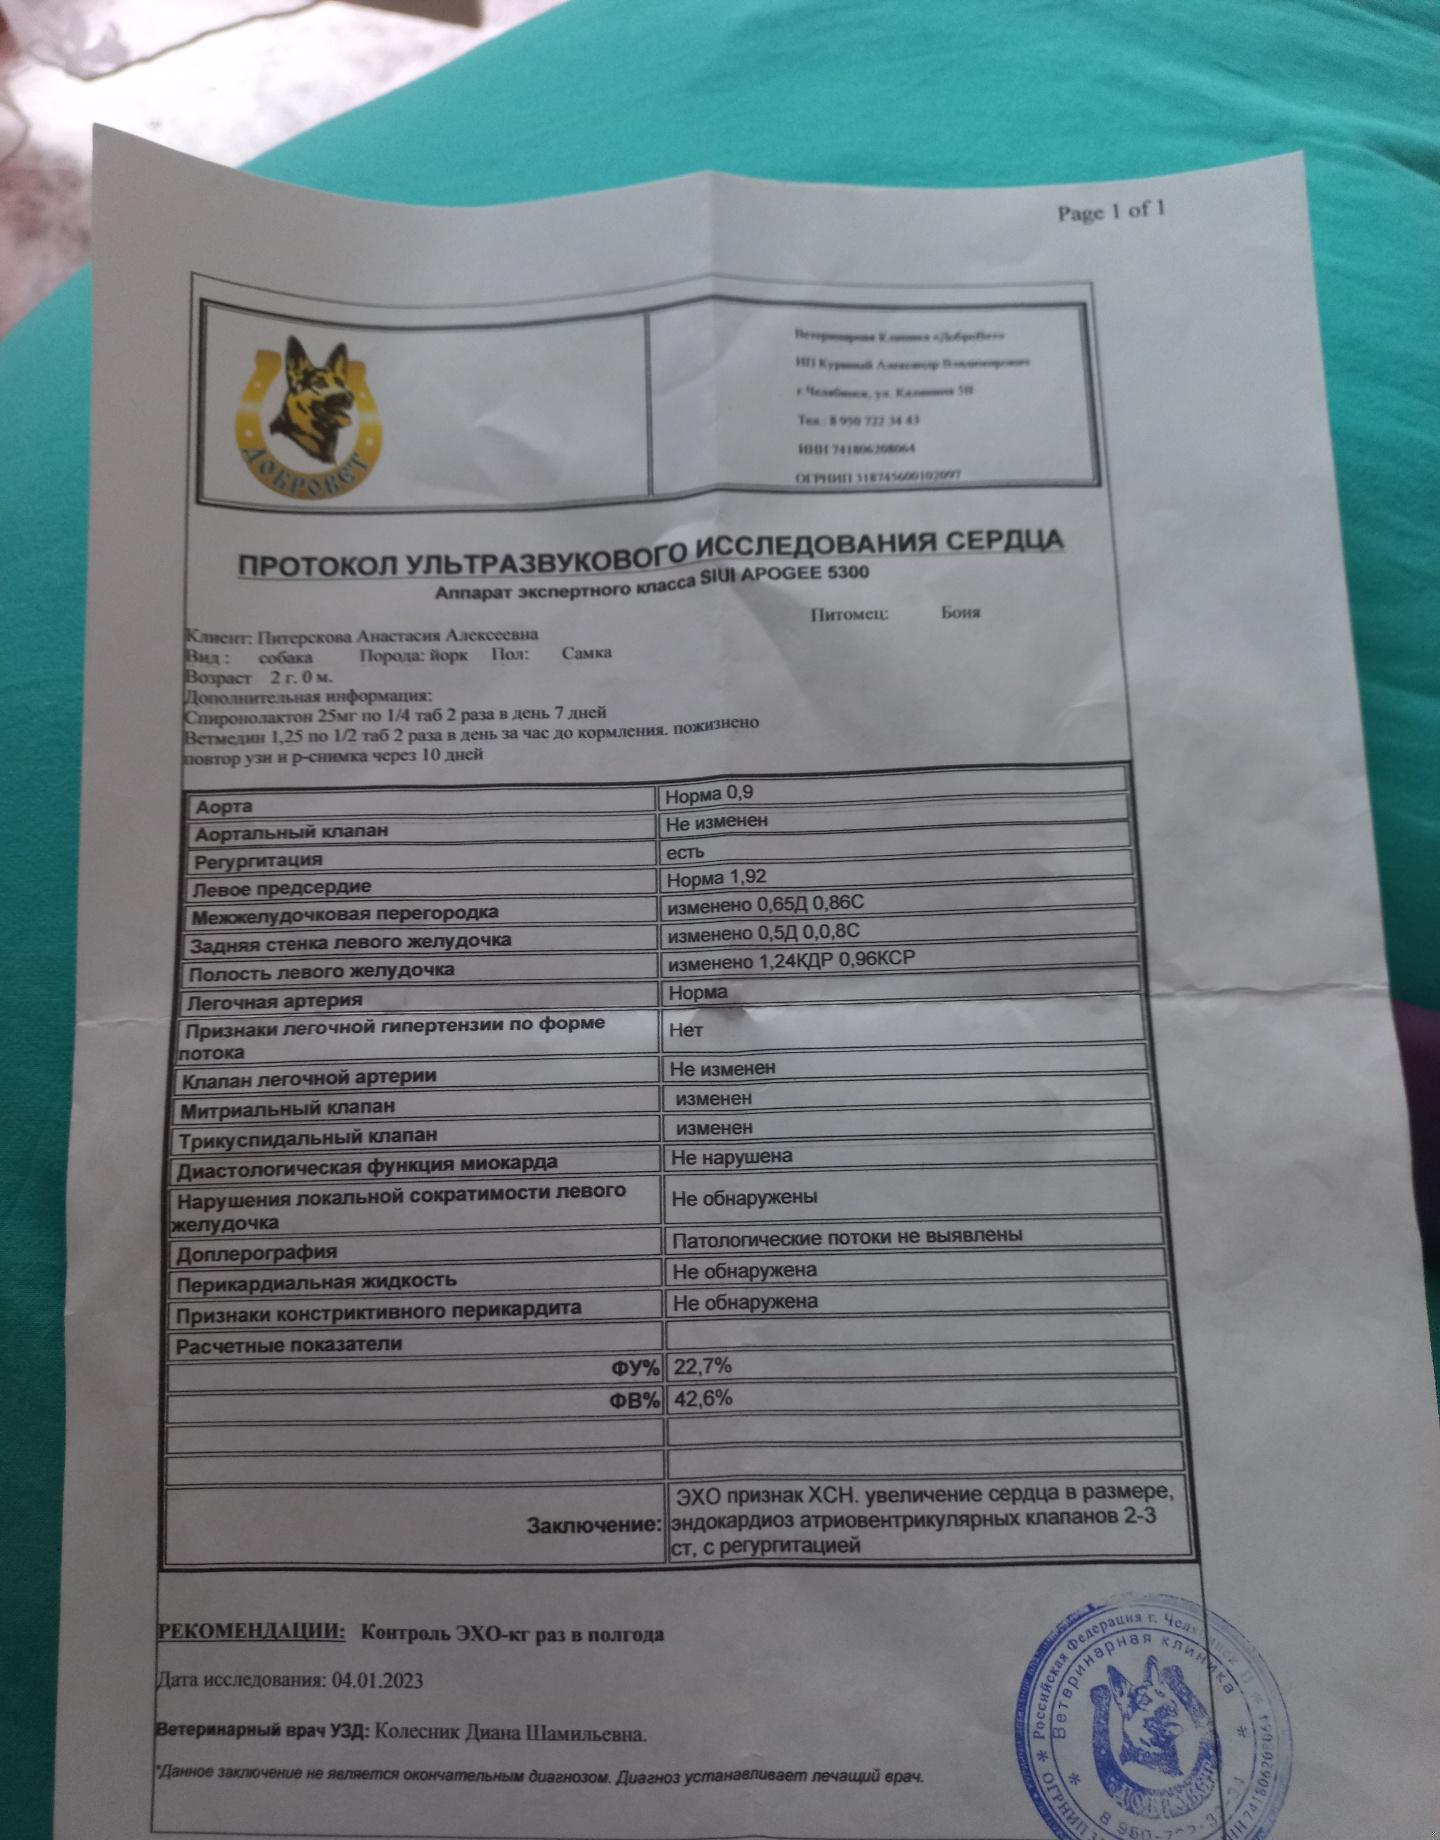 Page 1 of 1
ДОБРОВЕТ
Ветеринарная Клиника «ДоброВет»
ИП Куриный Александр Владимирович
г.Челябинск, ул. Калинина 5В
Тел.: 8 950 722 34 43
ИНН 741806208064
ОГРНИП 318745600102097
ПРОТОКОЛ УЛЬТРАЗВУКОВОГО ИССЛЕДОВАНИЯ СЕРДЦА
Аппарат экспертного класса SIUI APOGEE 5300
Питомец: Боня
Клиент: Питерскова Анастасия Алексеевна
Вид : собака Порода: йорк Пол: Самка
Возраст 2 г. 0 м.
Дополнительная информация:
Спиронолактон 25мг по 1/4 таб 2 раза в день 7 дней
Ветмедин 1,25 по 1/2 таб 2 раза в день за час до кормления. пожизнено
повтор узи и р-снимка через 10 дней
Аорта Норма 0,9
Аортальный клапан Не изменен
Регургитация есть
Левое предсердие Норма 1,92
Межжелудочковая перегородка изменено 0,65Д 0,86С
Задняя стенка левого желудочка изменено 0,5Д 0,0,8С
Полость левого желудочка изменено 1,24КДР 0,96КСР
Легочная артерия Норма
Признаки легочной гипертензии по форме
потока Нет
Клапан легочной артерии Не изменен
Митриальный клапан изменен
Трикуспидальный клапан изменен
Диастологическая функция миокарда Не нарушена
Нарушения локальной сократимости левого
желудочка Не обнаружены
Доплерография Патологические потоки не выявлены
Перикардиальная жидкость Не обнаружена
Признаки констриктивного перикардита Не обнаружена
Расчетные показатели
ФУ% 22,7%
ФВ% 42,6%
Заключение: ЭХО признак ХСН. увеличение сердца в размере,
эндокардиоз атриовентрикулярных клапанов 2-3
ст, с регургитацией
РЕКОМЕНДАЦИИ: Контроль ЭХО-кг раз в полгода
Дата исследования: 04.01.2023
Ветеринарный врач УЗД: Колесник Диана Шамильевна.
*Данное заключение не является окончательным диагнозом. Диагноз устанавливает лечащий врач.
Российская Федерация г. Челябинск
Ветеринарная клиника
ДОБРОВЕТ